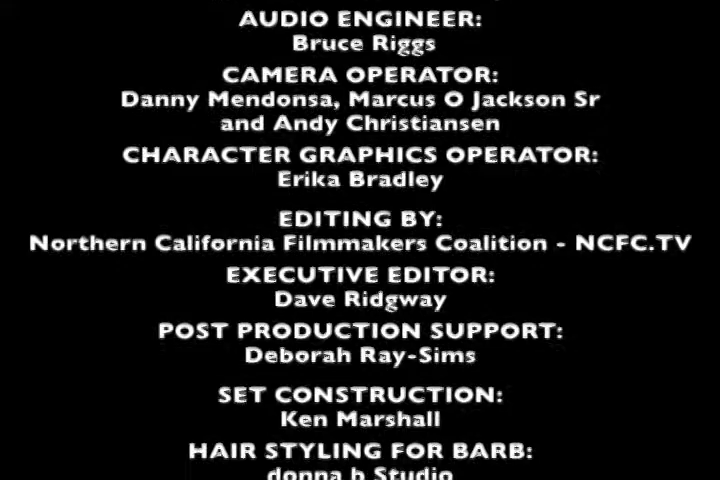 AUDIO ENGINEER:
Bruce Riggs
CAMERA OPERATOR:
Danny Mendonsa, Marcus O Jackson Sr
and Andy Christiansen
CHARACTER GRAPHICS OPERATOR:
Erika Bradley
EDITING BY:
Northern California Filmmakers Coalition - NCFC.TV
EXECUTIVE EDITOR:
Dave Ridgway
POST PRODUCTION SUPPORT:
Deborah Ray-Sims
SET CONSTRUCTION:
Ken Marshall
HAIR STYLING FOR BARB:
donna b Studio